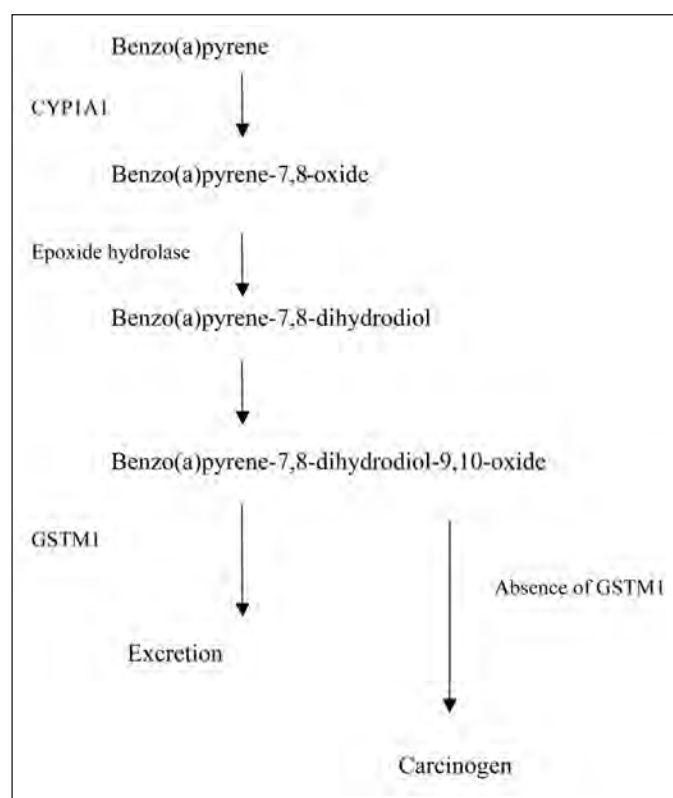 Benzo(a)pyrene
CYP1A1
Benzo(a)pyrene-7,8-oxide
Epoxide hydrolase
Benzo(a)pyrene-7,8-dihydrodiol
Benzo(a)pyrene-7,8-dihydrodiol-9,10-oxide
GSTM1
Absence of GSTM1
Excretion
Carcinogen